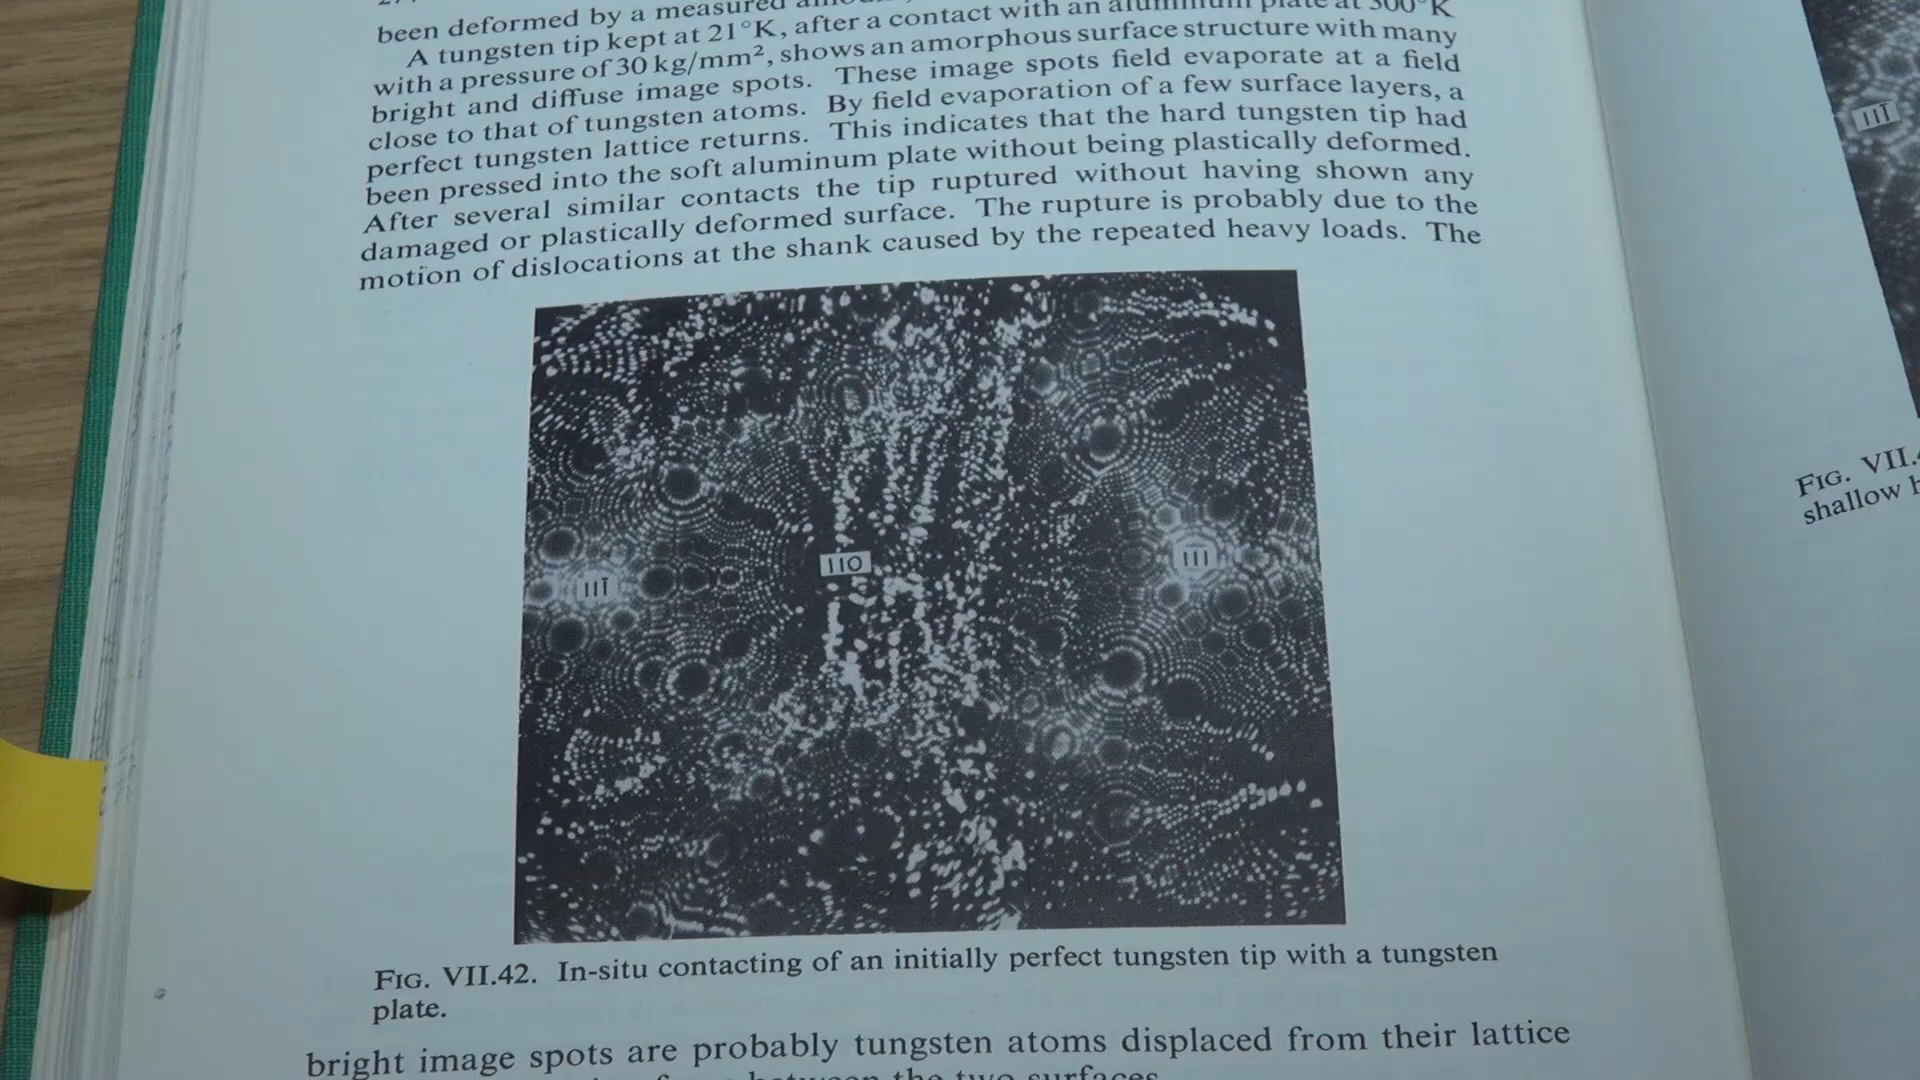 been deformed by a measured
A tungsten tip kept at 21°K, after a contact with an aluminum plate at 300°K
with a pressure of 30 kg/mm², shows an amorphous surface structure with many
bright and diffuse image spots. These image spots field evaporate at a field
close to that of tungsten atoms. By field evaporation of a few surface layers, a
perfect tungsten lattice returns. This indicates that the hard tungsten tip had
been pressed into the soft aluminum plate without being plastically deformed.
After several similar contacts the tip ruptured without having shown any
damaged or plastically deformed surface. The rupture is probably due to the
motion of dislocations at the shank caused by the repeated heavy loads. The
111̄
110
111
FIG. VII.42. In-situ contacting of an initially perfect tungsten tip with a tungsten
plate.
bright image spots are probably tungsten atoms displaced from their lattice
between the two surfaces
111̄
FIG. VII.
shallow